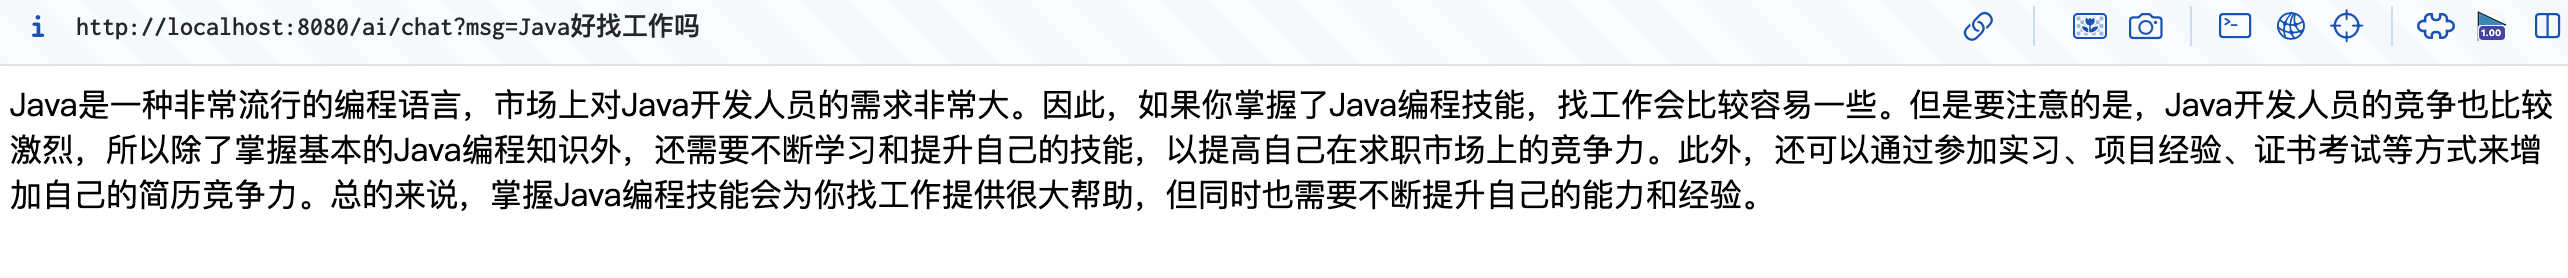 i http://localhost:8080/ai/chat?msg=Java好找工作吗
1.00
Java是一种非常流行的编程语言，市场上对Java开发人员的需求非常大。因此，如果你掌握了Java编程技能，找工作会比较容易一些。但是要注意的是，Java开发人员的竞争也比较
激烈，所以除了掌握基本的Java编程知识外，还需要不断学习和提升自己的技能，以提高自己在求职市场上的竞争力。此外，还可以通过参加实习、项目经验、证书考试等方式来增
加自己的简历竞争力。总的来说，掌握Java编程技能会为你找工作提供很大帮助，但同时也需要不断提升自己的能力和经验。